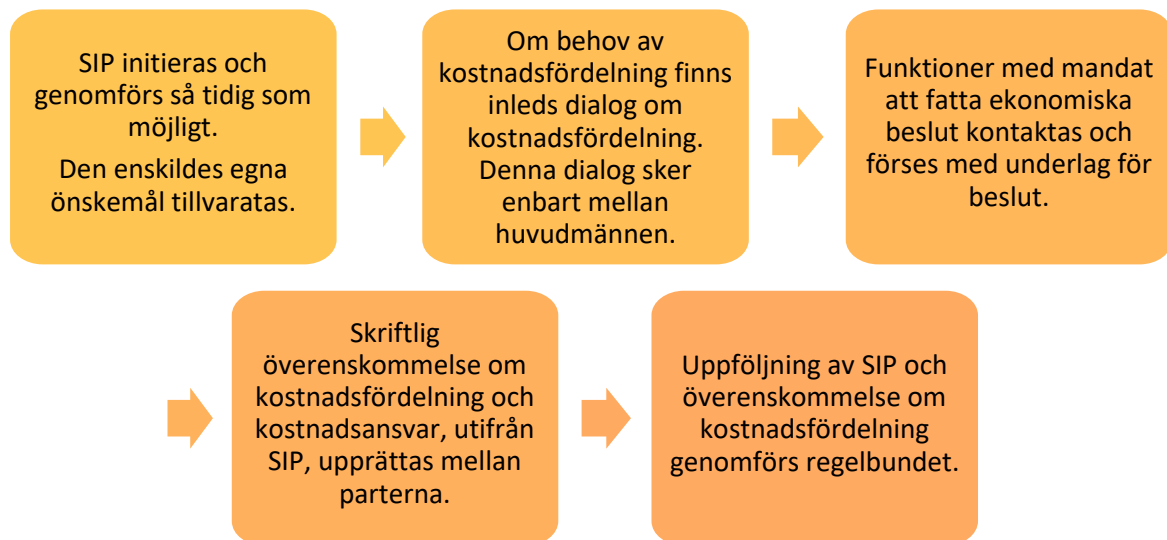 SIP initieras och
genomförs så tidig som
möjligt.
Den enskildes egna
önskemål tillvaratas.
Om behov av
kostnadsfördelning finns
inleds dialog om
kostnadsfördelning.
Denna dialog sker
enbart mellan
huvudmännen.
Funktioner med mandat
att fatta ekonomiska
beslut kontaktas och
förses med underlag för
beslut.
Skriftlig
överenskommelse om
kostnadsfördelning och
kostnadsansvar, utifrån
SIP, upprättas mellan
parterna.
Uppföljning av SIP och
överenskommelse om
kostnadsfördelning
genomförs regelbundet.